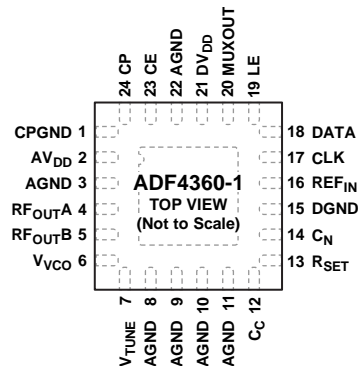 24 CP
23 CE
22 AGND
21 DVDD
20 MUXOUT
19 LE
CPGND 1
AVDD 2
AGND 3
RFOUTA 4
RFOUTB 5
VVCO 6
ADF4360-1
TOP VIEW
(Not to Scale)
18 DATA
17 CLK
16 REFIN
15 DGND
14 CN
13 RSET
VTUNE 7
AGND 8
AGND 9
AGND 10
AGND 11
CC 12